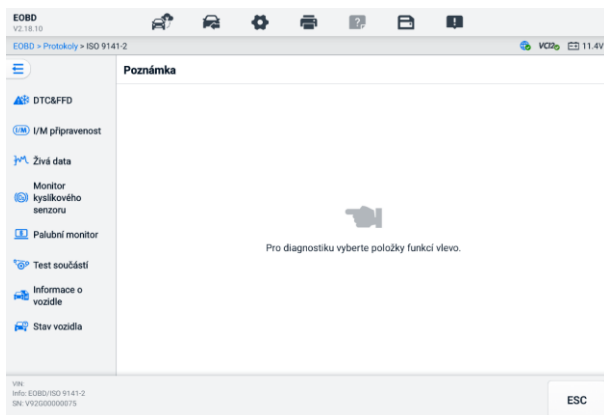 EOBD
V2.18.10
EOBD > Protokoly > ISO 9141-2
VCI
11.4V
Poznámka
DTC&FFD
I/M
I/M připravenost
Živá data
Monitor
kyslíkového
senzoru
Palubní monitor
Test součástí
Informace o
vozidle
Stav vozidla
Pro diagnostiku vyberte položky funkcí vlevo.
VIN:
Info: EOBD/ISO 9141-2
SN: V92G00000075
ESC